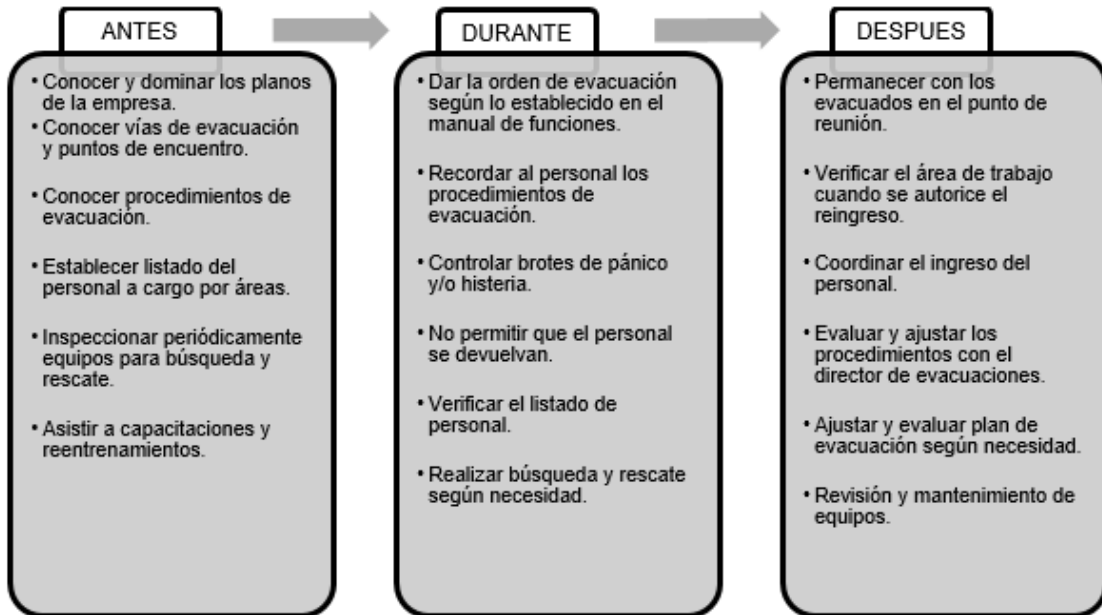 ANTES
• Conocer y dominar los planos
de la empresa.
• Conocer vías de evacuación
y puntos de encuentro.
• Conocer procedimientos de
evacuación.
• Establecer listado del
personal a cargo por áreas.
• Inspeccionar periódicamente
equipos para búsqueda y
rescate.
• Asistir a capacitaciones y
reentrenamientos.
DURANTE
• Dar la orden de evacuación
según lo establecido en el
manual de funciones.
• Recordar al personal los
procedimientos de
evacuación.
• Controlar brotes de pánico
y/o histeria.
• No permitir que el personal
se devuelvan.
• Verificar el listado de
personal.
• Realizar búsqueda y rescate
según necesidad.
DESPUES
• Permanecer con los
evacuados en el punto de
reunión.
• Verificar el área de trabajo
cuando se autorice el
reingreso.
• Coordinar el ingreso del
personal.
• Evaluar y ajustar los
procedimientos con el
director de evacuaciones.
• Ajustar y evaluar plan de
evacuación según necesidad.
• Revisión y mantenimiento de
equipos.